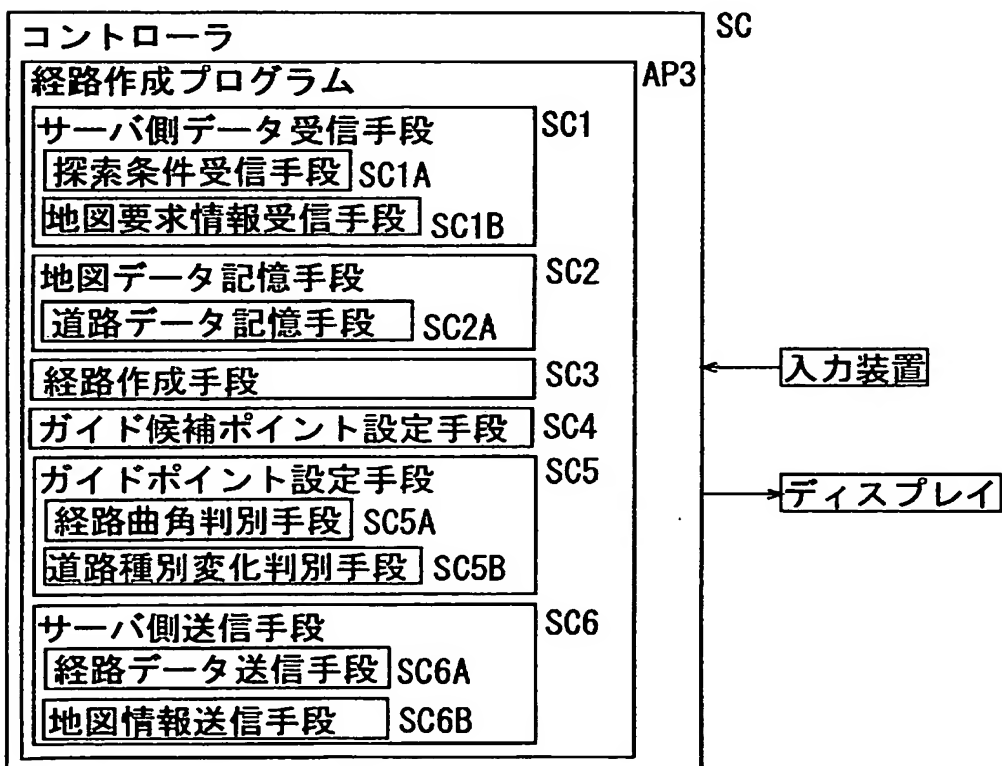 コントローラ SC
経路作成プログラム AP3
サーバ側データ受信手段 SC1
探索条件受信手段 SC1A
地図要求情報受信手段 SC1B
地図データ記憶手段 SC2
道路データ記憶手段 SC2A
経路作成手段 SC3
ガイド候補ポイント設定手段 SC4
ガイドポイント設定手段 SC5
経路曲角判別手段 SC5A
道路種別変化判別手段 SC5B
サーバ側送信手段 SC6
経路データ送信手段 SC6A
地図情報送信手段 SC6B
入力装置
ディスプレイ